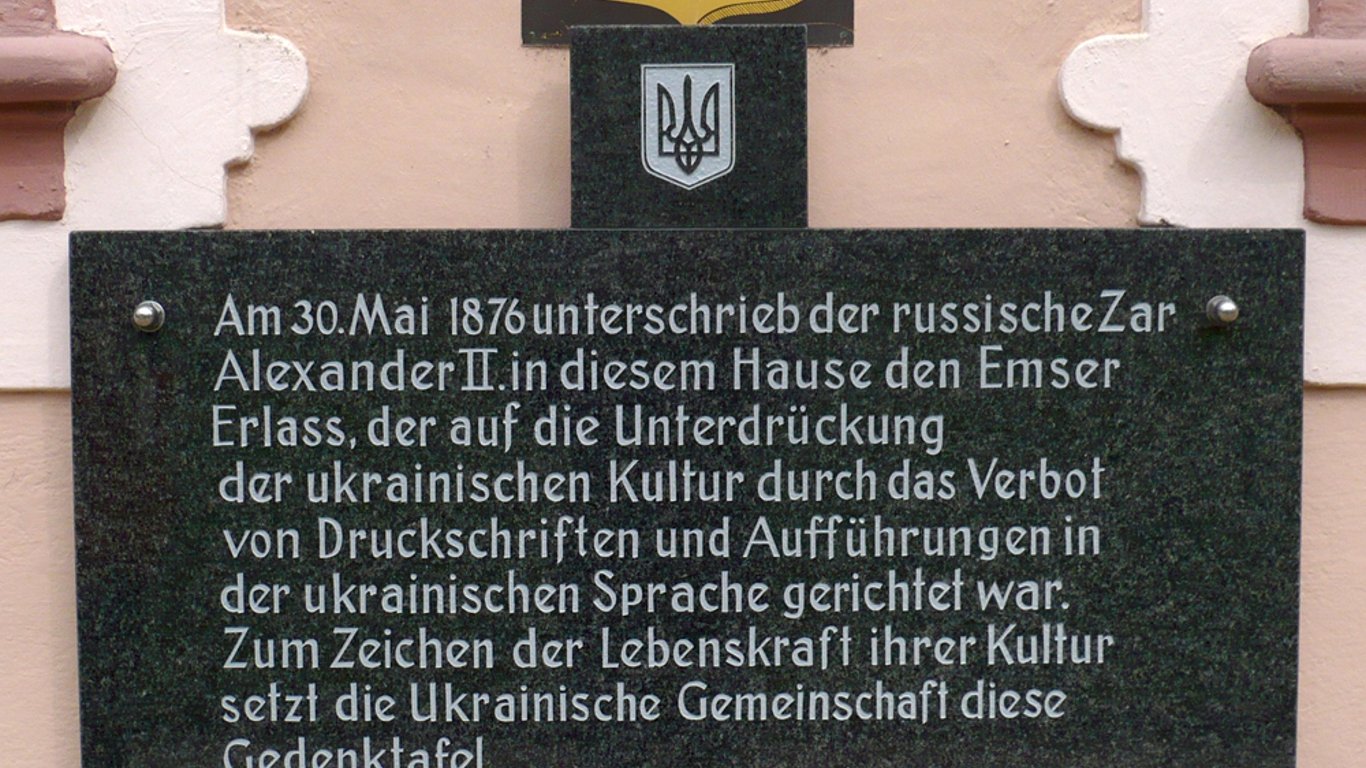 Am 30. Mai 1876 unterschrieb der russische Zar
Alexander II. in diesem Hause den Emser
Erlass, der auf die Unterdrückung
der ukrainischen Kultur durch das Verbot
von Druckschriften und Aufführungen in
der ukrainischen Sprache gerichtet war.
Zum Zeichen der Lebenskraft ihrer Kultur
setzt die Ukrainische Gemeinschaft diese
Gedenktafel